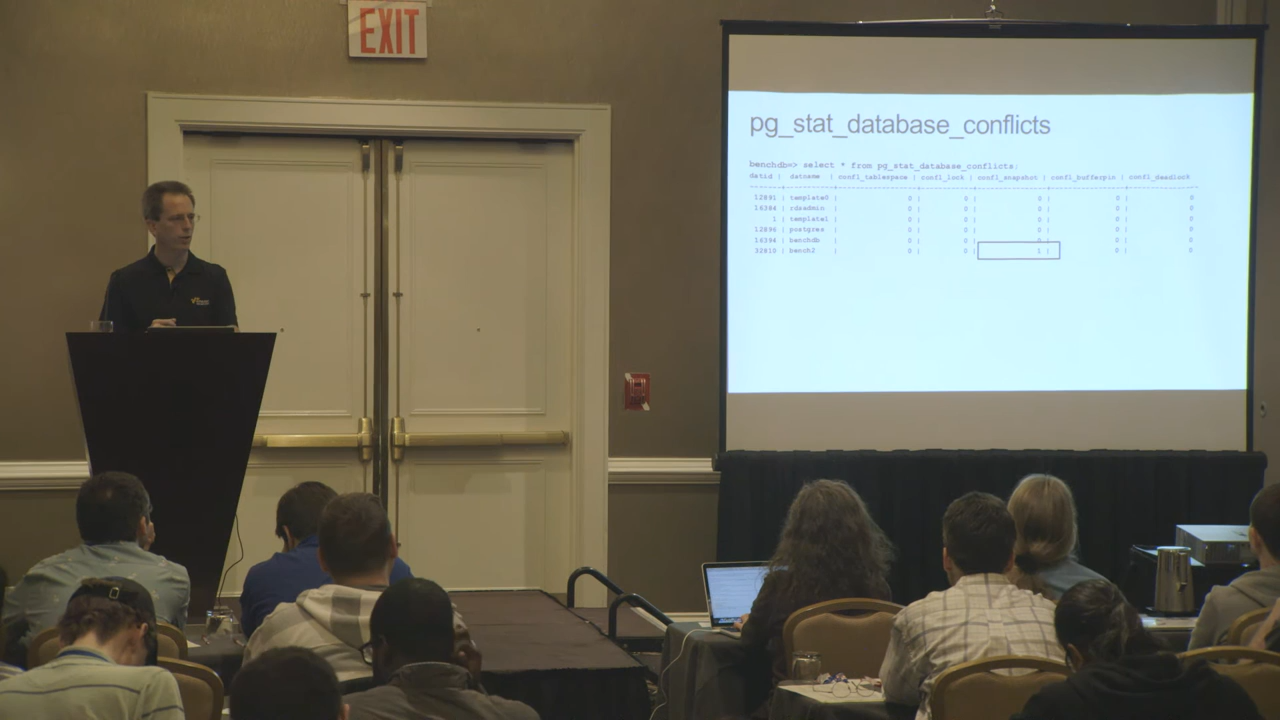 EXIT
pg_stat_database_conflicts
benchdb=> select * from pg_stat_database_conflicts;
datid | datname | confl_tablespace | confl_lock | confl_snapshot | confl_bufferpin | confl_deadlock
| template0 | 0 | 0 | 0 | 0 | 0
16384 | rdsadmin | 0 | 0 | 0 | 0 | 0
1 | template1 | 0 | 0 | 0 | 0 | 0
12896 | postgres | 0 | 0 | 0 | 0 | 0
16394 | benchdb | 0 | 0 | 0 | 0 | 0
32810 | bench2 | 0 | 0 | 1 | 0 | 0